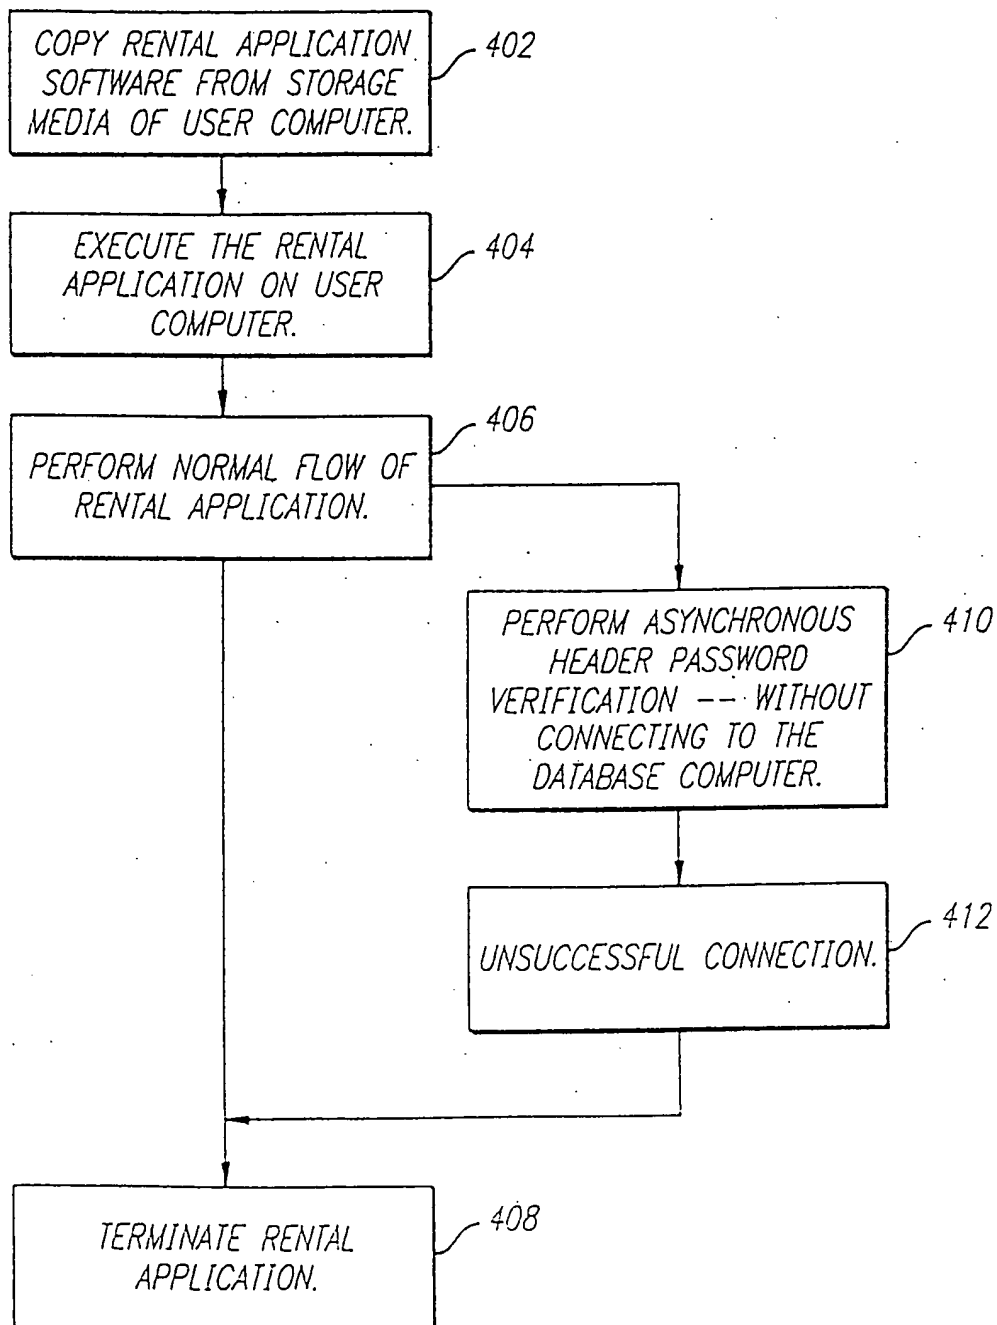 COPY RENTAL APPLICATION
SOFTWARE FROM STORAGE
MEDIA OF USER COMPUTER.
402
EXECUTE THE RENTAL
APPLICATION ON USER
COMPUTER.
404
PERFORM NORMAL FLOW OF
RENTAL APPLICATION.
406
PERFORM ASYNCHRONOUS
HEADER PASSWORD
VERIFICATION -- WITHOUT
CONNECTING TO THE
DATABASE COMPUTER.
410
UNSUCCESSFUL CONNECTION.
412
TERMINATE RENTAL
APPLICATION.
408